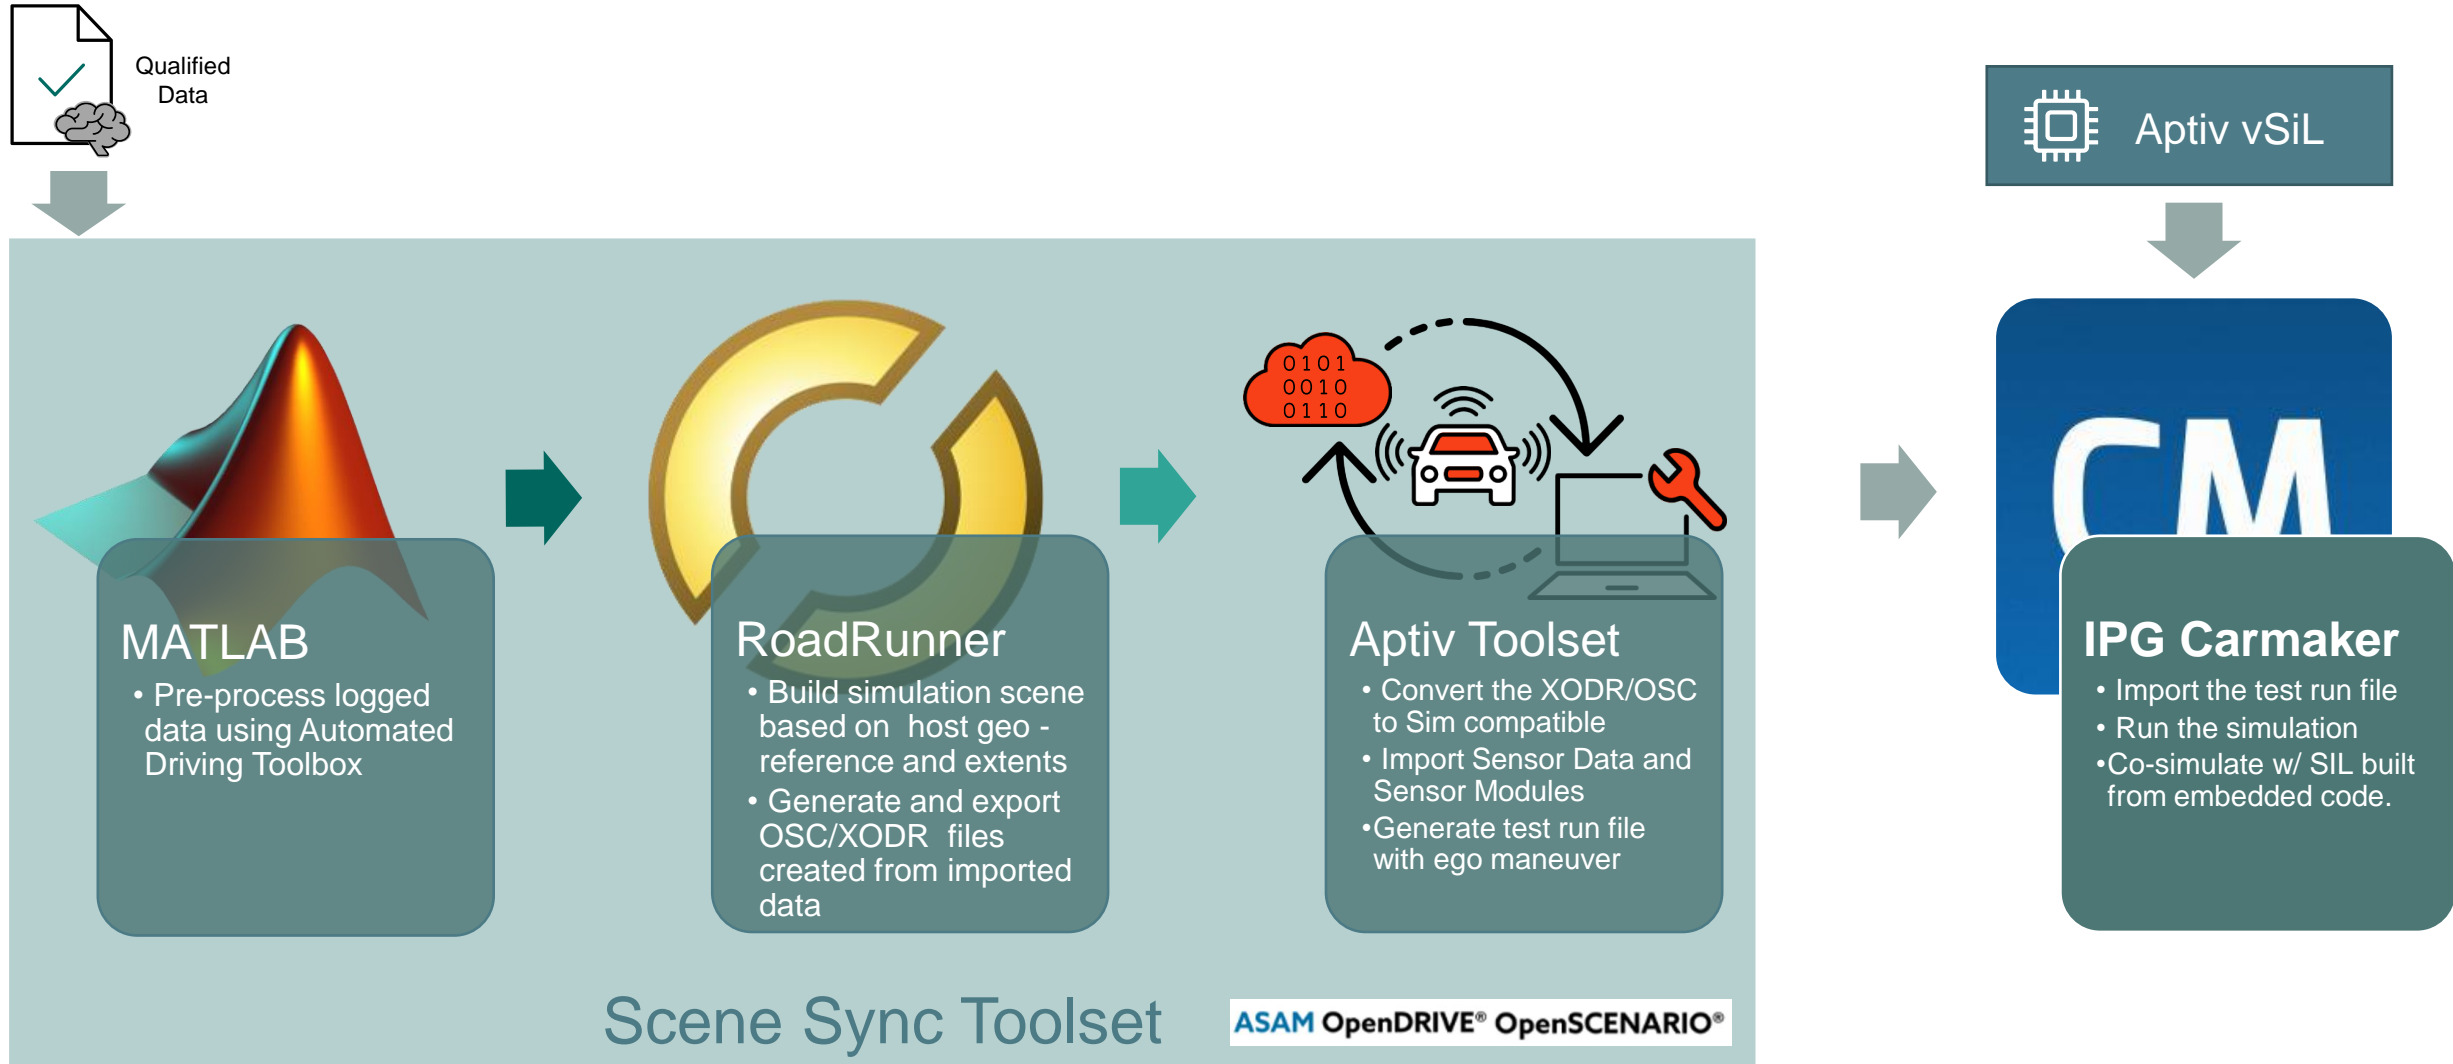 Qualified
Data
Aptiv vSiL
0101
0010
0110
CM
MATLAB
• Pre-process logged
data using Automated
Driving Toolbox
RoadRunner
• Build simulation scene
based on host geo -
reference and extents
• Generate and export
OSC/XODR files
created from imported
data
Aptiv Toolset
• Convert the XODR/OSC
to Sim compatible
• Import Sensor Data and
Sensor Modules
•Generate test run file
with ego maneuver
IPG Carmaker
• Import the test run file
• Run the simulation
•Co-simulate w/ SIL built
from embedded code.
Scene Sync Toolset
ASAM OpenDRIVE® OpenSCENARIO®